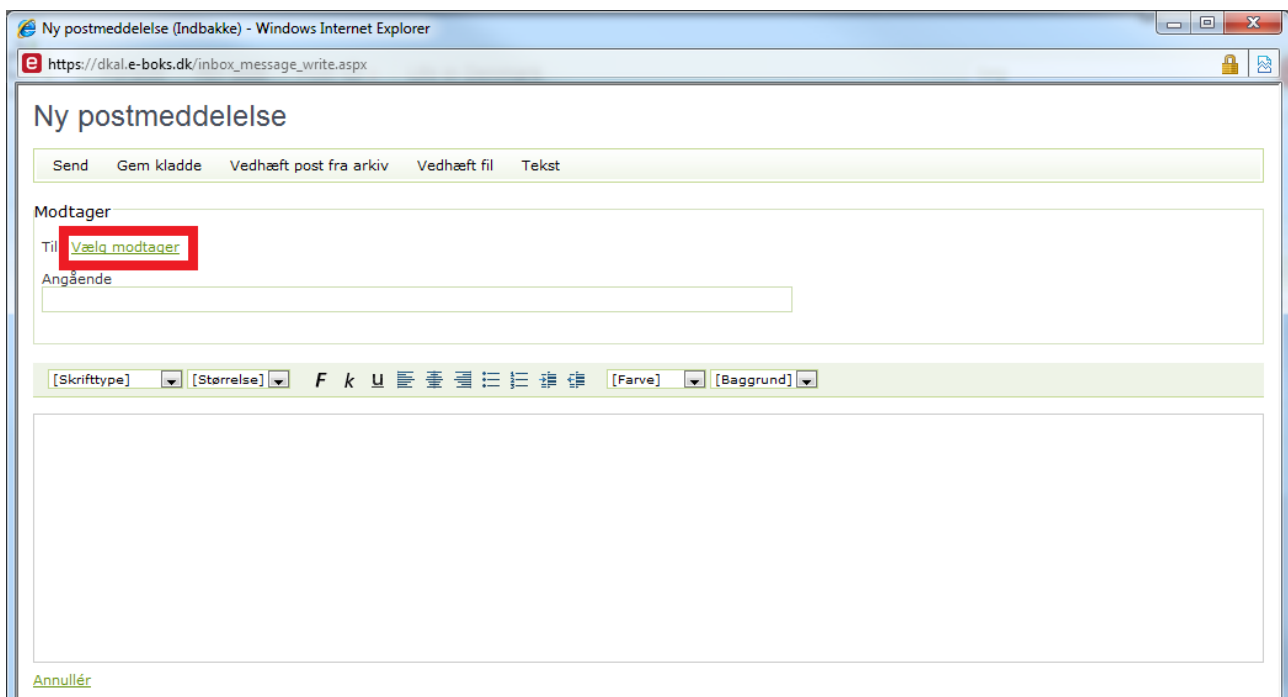 Ny postmeddelelse (Indbakke) - Windows Internet Explorer
https://dkal.e-boks.dk/inbox_message_write.aspx
Ny postmeddelelse
Send Gem kladde Vedhæft post fra arkiv Vedhæft fil Tekst
Modtager
Til Vælg modtager
Angående
[Skrifttype] [Størrelse] F k u [Farve] [Baggrund]
Annullér